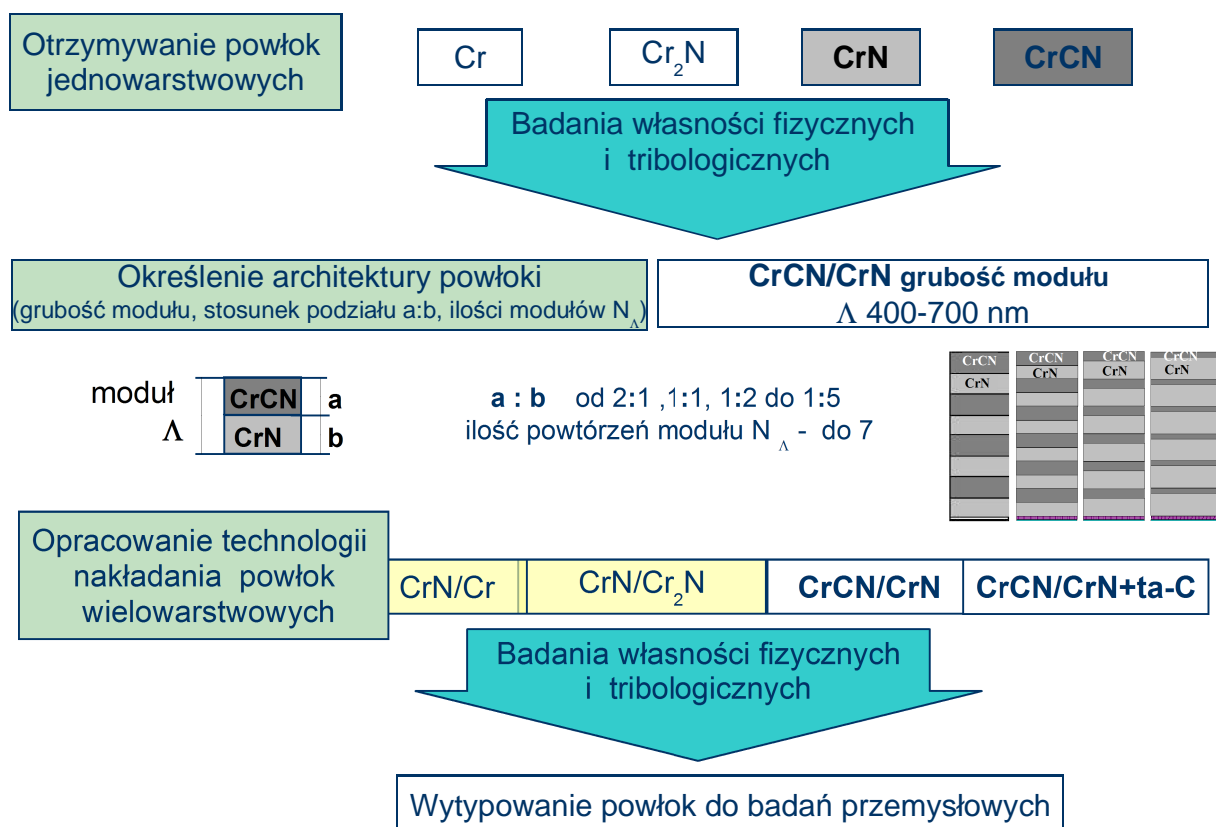 Otrzymywanie powłok
jednowarstwowych
Cr
Cr₂N
CrN
CrCN
Badania własności fizycznych
i tribologicznych
Określenie architektury powłoki
(grubość modułu, stosunek podziału a:b, ilości modułów N_Λ)
CrCN/CrN grubość modułu
Λ 400-700 nm
moduł
Λ
CrCN
CrN
a
b
a : b od 2:1 ,1:1, 1:2 do 1:5
ilość powtórzeń modułu N_Λ - do 7
CrCN
CrN
CrCN
CrN
CrCN
CrN
CrCN
CrN
Opracowanie technologii
nakładania powłok
wielowarstwowych
CrN/Cr
CrN/Cr₂N
CrCN/CrN
CrCN/CrN+ta-C
Badania własności fizycznych
i tribologicznych
Wytypowanie powłok do badań przemysłowych